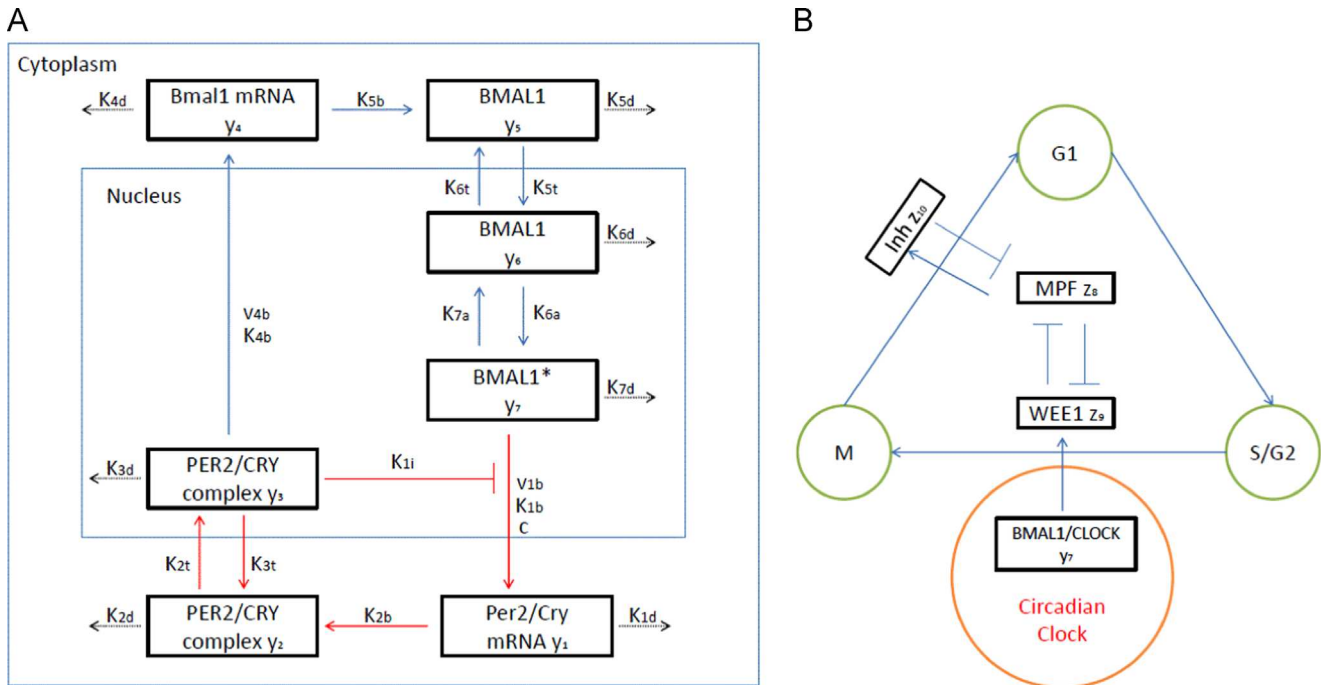 A
Cytoplasm
K4d
Bmal1 mRNA
y₄
K5b
BMAL1
y₅
K5d
Nucleus
K6t
K5t
BMAL1
y₆
K6d
V4b
K4b
K7a
K6a
BMAL1*
y₇
K7d
K3d
PER2/CRY
complex y₃
K1i
V1b
K1b
C
K2t
K3t
K2d
PER2/CRY
complex y₂
K2b
Per2/Cry
mRNA y₁
K1d
B
G1
Inh z₁₀
MPF z₈
WEE1 z₉
M
S/G2
BMAL1/CLOCK
y₇
Circadian
Clock